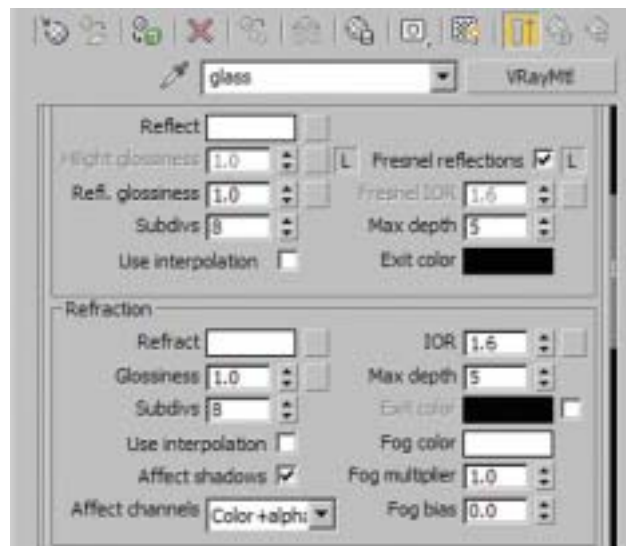 glass VRayMtl
Reflect
Hilight glossiness 1.0 L Fresnel reflections L
Refl. glossiness 1.0 Fresnel IOR 1.6
Subdivs 8 Max depth 5
Use interpolation Exit color
Refraction
Refract IOR 1.6
Glossiness 1.0 Max depth 5
Subdivs 8 Exit color
Use interpolation Fog color
Affect shadows Fog multiplier 1.0
Affect channels Color+alpha Fog bias 0.0